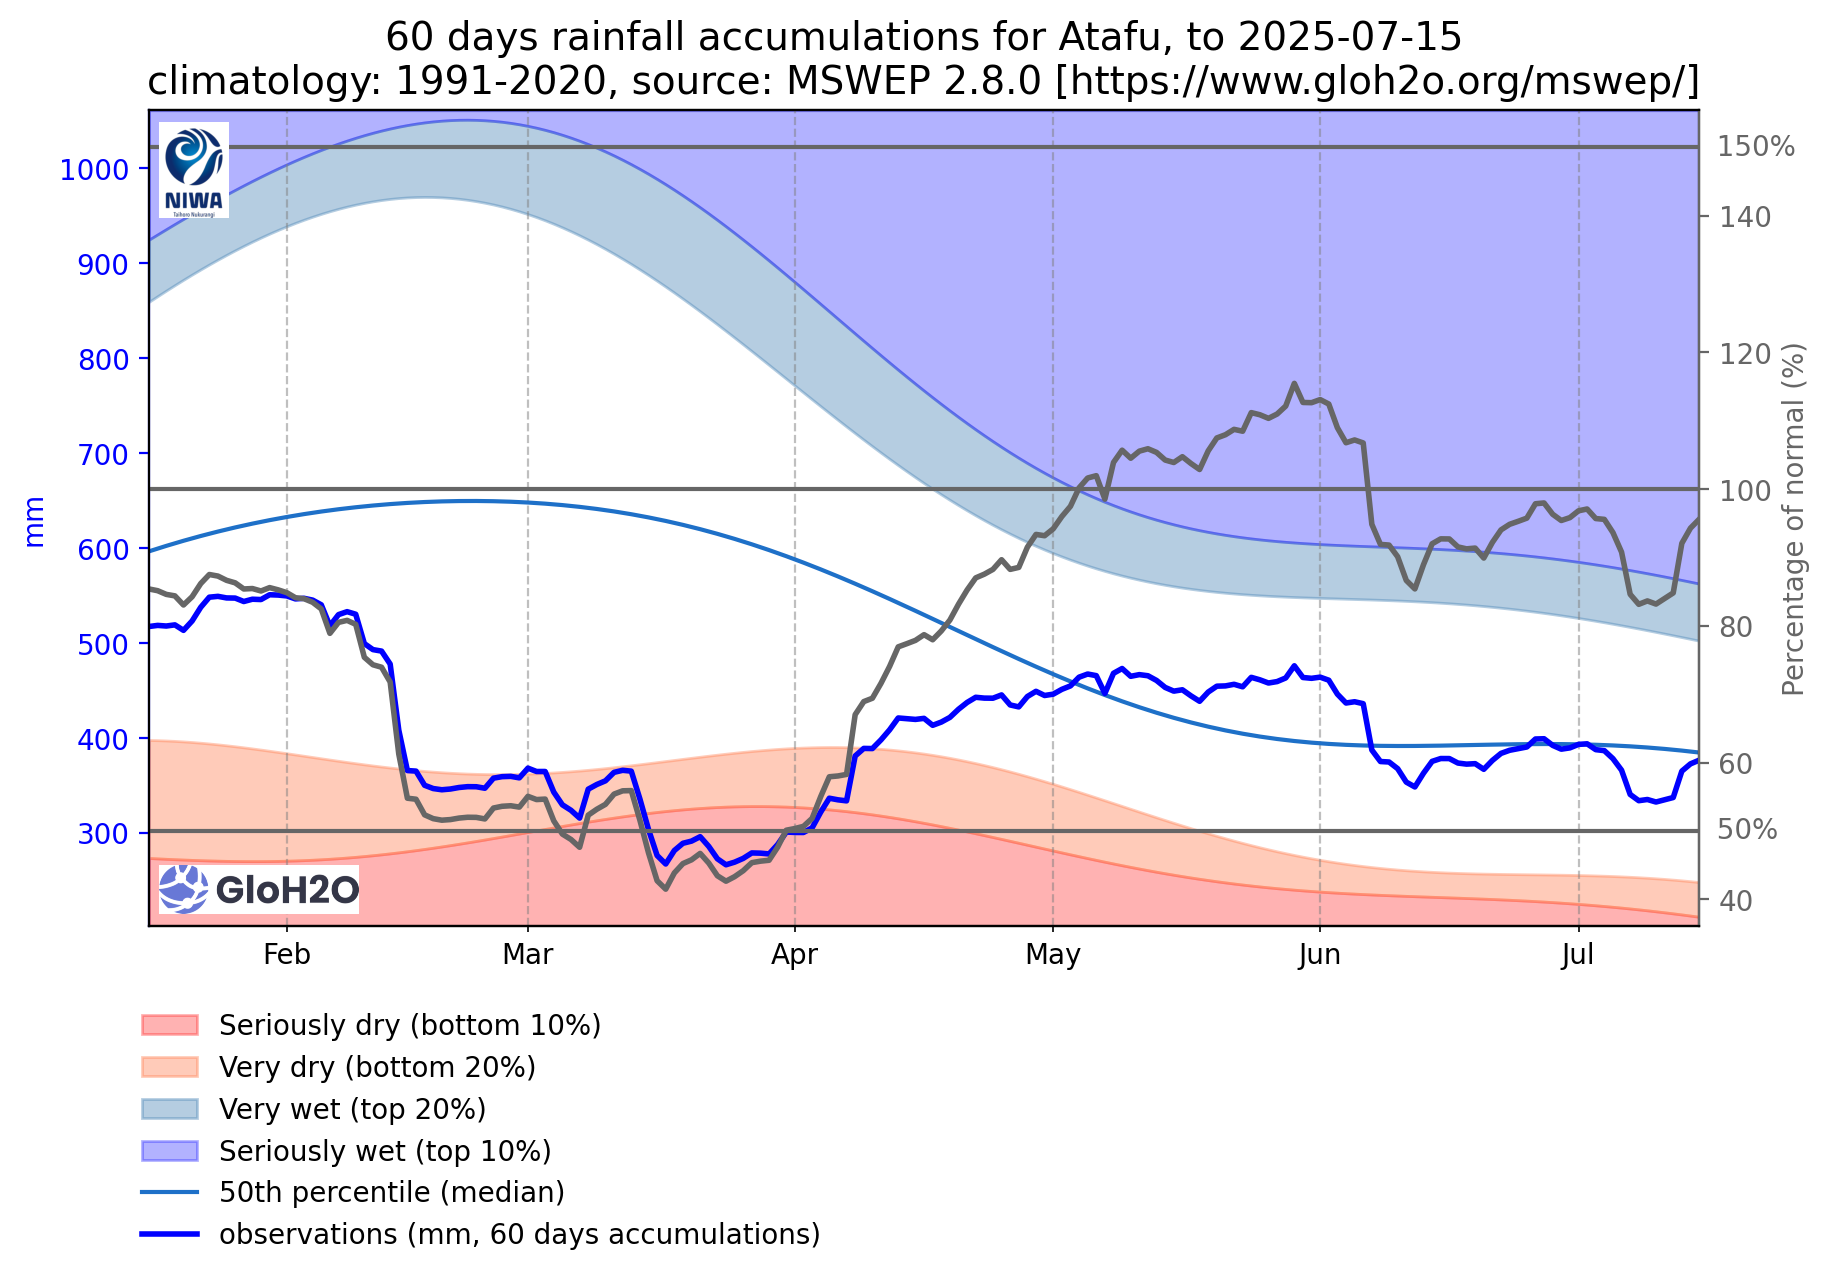 60 days rainfall accumulations for Atafu, to 2025-07-15
climatology: 1991-2020, source: MSWEP 2.8.0 [https://www.gloh2o.org/mswep/]
NIWA
Taihoro Nukurangi
GloH2O
mm
1000
900
800
700
600
500
400
300
150%
140
120
100
80
60
50%
40
Percentage of normal (%)
Feb
Mar
Apr
May
Jun
Jul
Seriously dry (bottom 10%)
Very dry (bottom 20%)
Very wet (top 20%)
Seriously wet (top 10%)
50th percentile (median)
observations (mm, 60 days accumulations)